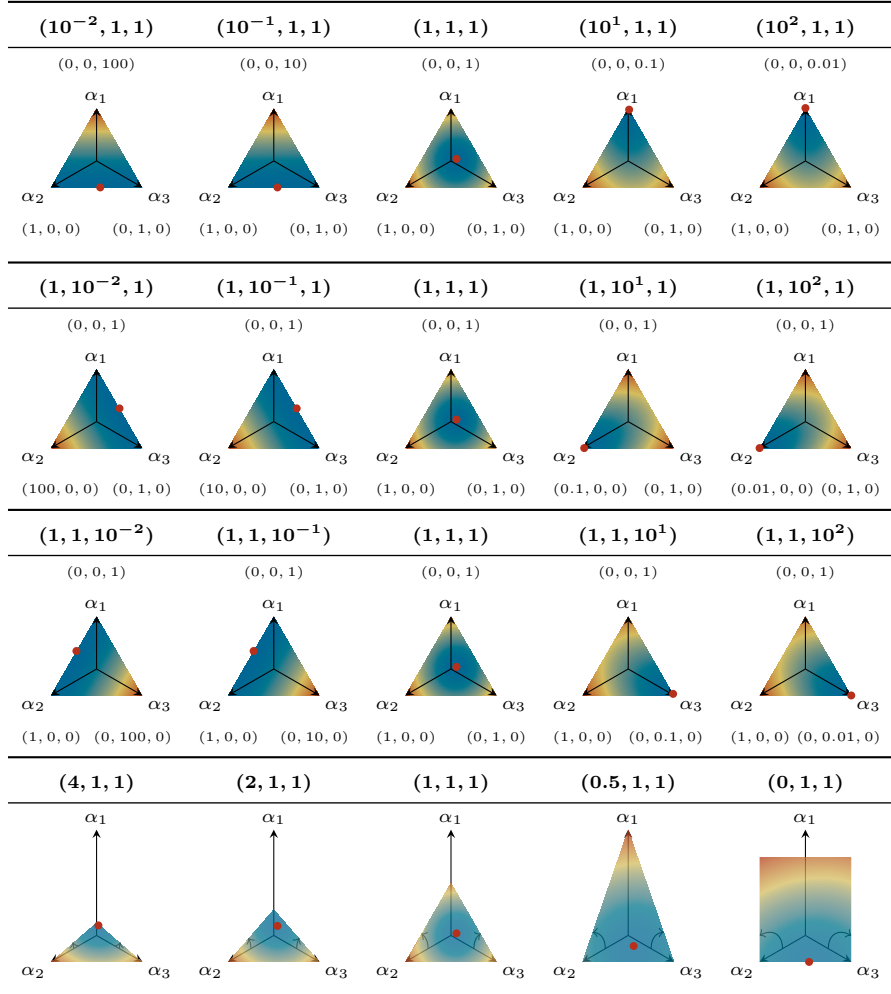 (10⁻², 1, 1) (10⁻¹, 1, 1) (1, 1, 1) (10¹, 1, 1) (10², 1, 1)
(0, 0, 100) (0, 0, 10) (0, 0, 1) (0, 0, 0.1) (0, 0, 0.01)
α₁ α₁ α₁ α₁ α₁
α₂ α₃ α₂ α₃ α₂ α₃ α₂ α₃ α₂ α₃
(1, 0, 0) (0, 1, 0) (1, 0, 0) (0, 1, 0) (1, 0, 0) (0, 1, 0) (1, 0, 0) (0, 1, 0) (1, 0, 0) (0, 1, 0)
(1, 10⁻², 1) (1, 10⁻¹, 1) (1, 1, 1) (1, 10¹, 1) (1, 10², 1)
(0, 0, 1) (0, 0, 1) (0, 0, 1) (0, 0, 1) (0, 0, 1)
α₁ α₁ α₁ α₁ α₁
α₂ α₃ α₂ α₃ α₂ α₃ α₂ α₃ α₂ α₃
(100, 0, 0) (0, 1, 0) (10, 0, 0) (0, 1, 0) (1, 0, 0) (0, 1, 0) (0.1, 0, 0) (0, 1, 0) (0.01, 0, 0) (0, 1, 0)
(1, 1, 10⁻²) (1, 1, 10⁻¹) (1, 1, 1) (1, 1, 10¹) (1, 1, 10²)
(0, 0, 1) (0, 0, 1) (0, 0, 1) (0, 0, 1) (0, 0, 1)
α₁ α₁ α₁ α₁ α₁
α₂ α₃ α₂ α₃ α₂ α₃ α₂ α₃ α₂ α₃
(1, 0, 0) (0, 100, 0) (1, 0, 0) (0, 10, 0) (1, 0, 0) (0, 1, 0) (1, 0, 0) (0, 0.1, 0) (1, 0, 0) (0, 0.01, 0)
(4, 1, 1) (2, 1, 1) (1, 1, 1) (0.5, 1, 1) (0, 1, 1)
α₁ α₁ α₁ α₁ α₁
α₂ α₃ α₂ α₃ α₂ α₃ α₂ α₃ α₂ α₃